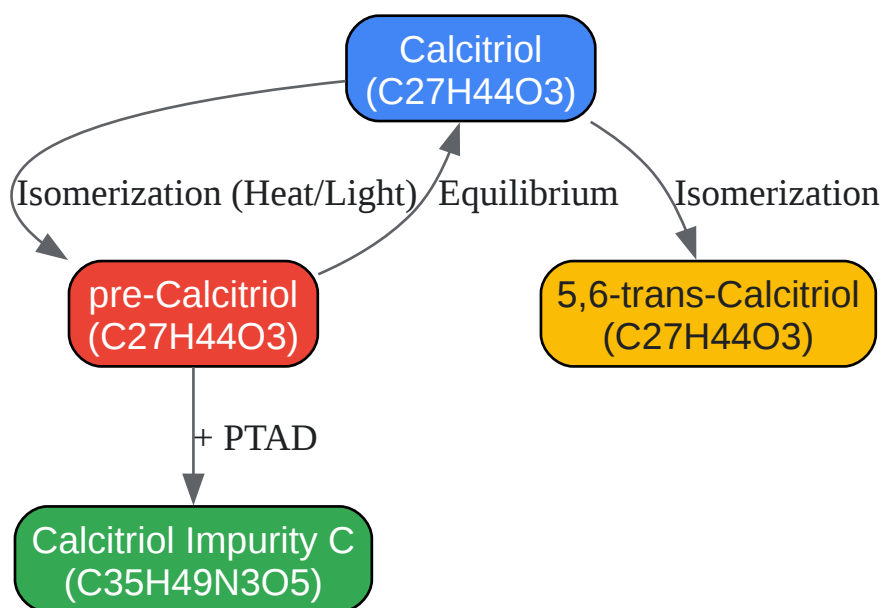 Calcitriol
(C27H44O3)
Isomerization (Heat/Light)
Equilibrium
Isomerization
pre-Calcitriol
(C27H44O3)
5,6-trans-Calcitriol
(C27H44O3)
+ PTAD
Calcitriol Impurity C
(C35H49N3O5)